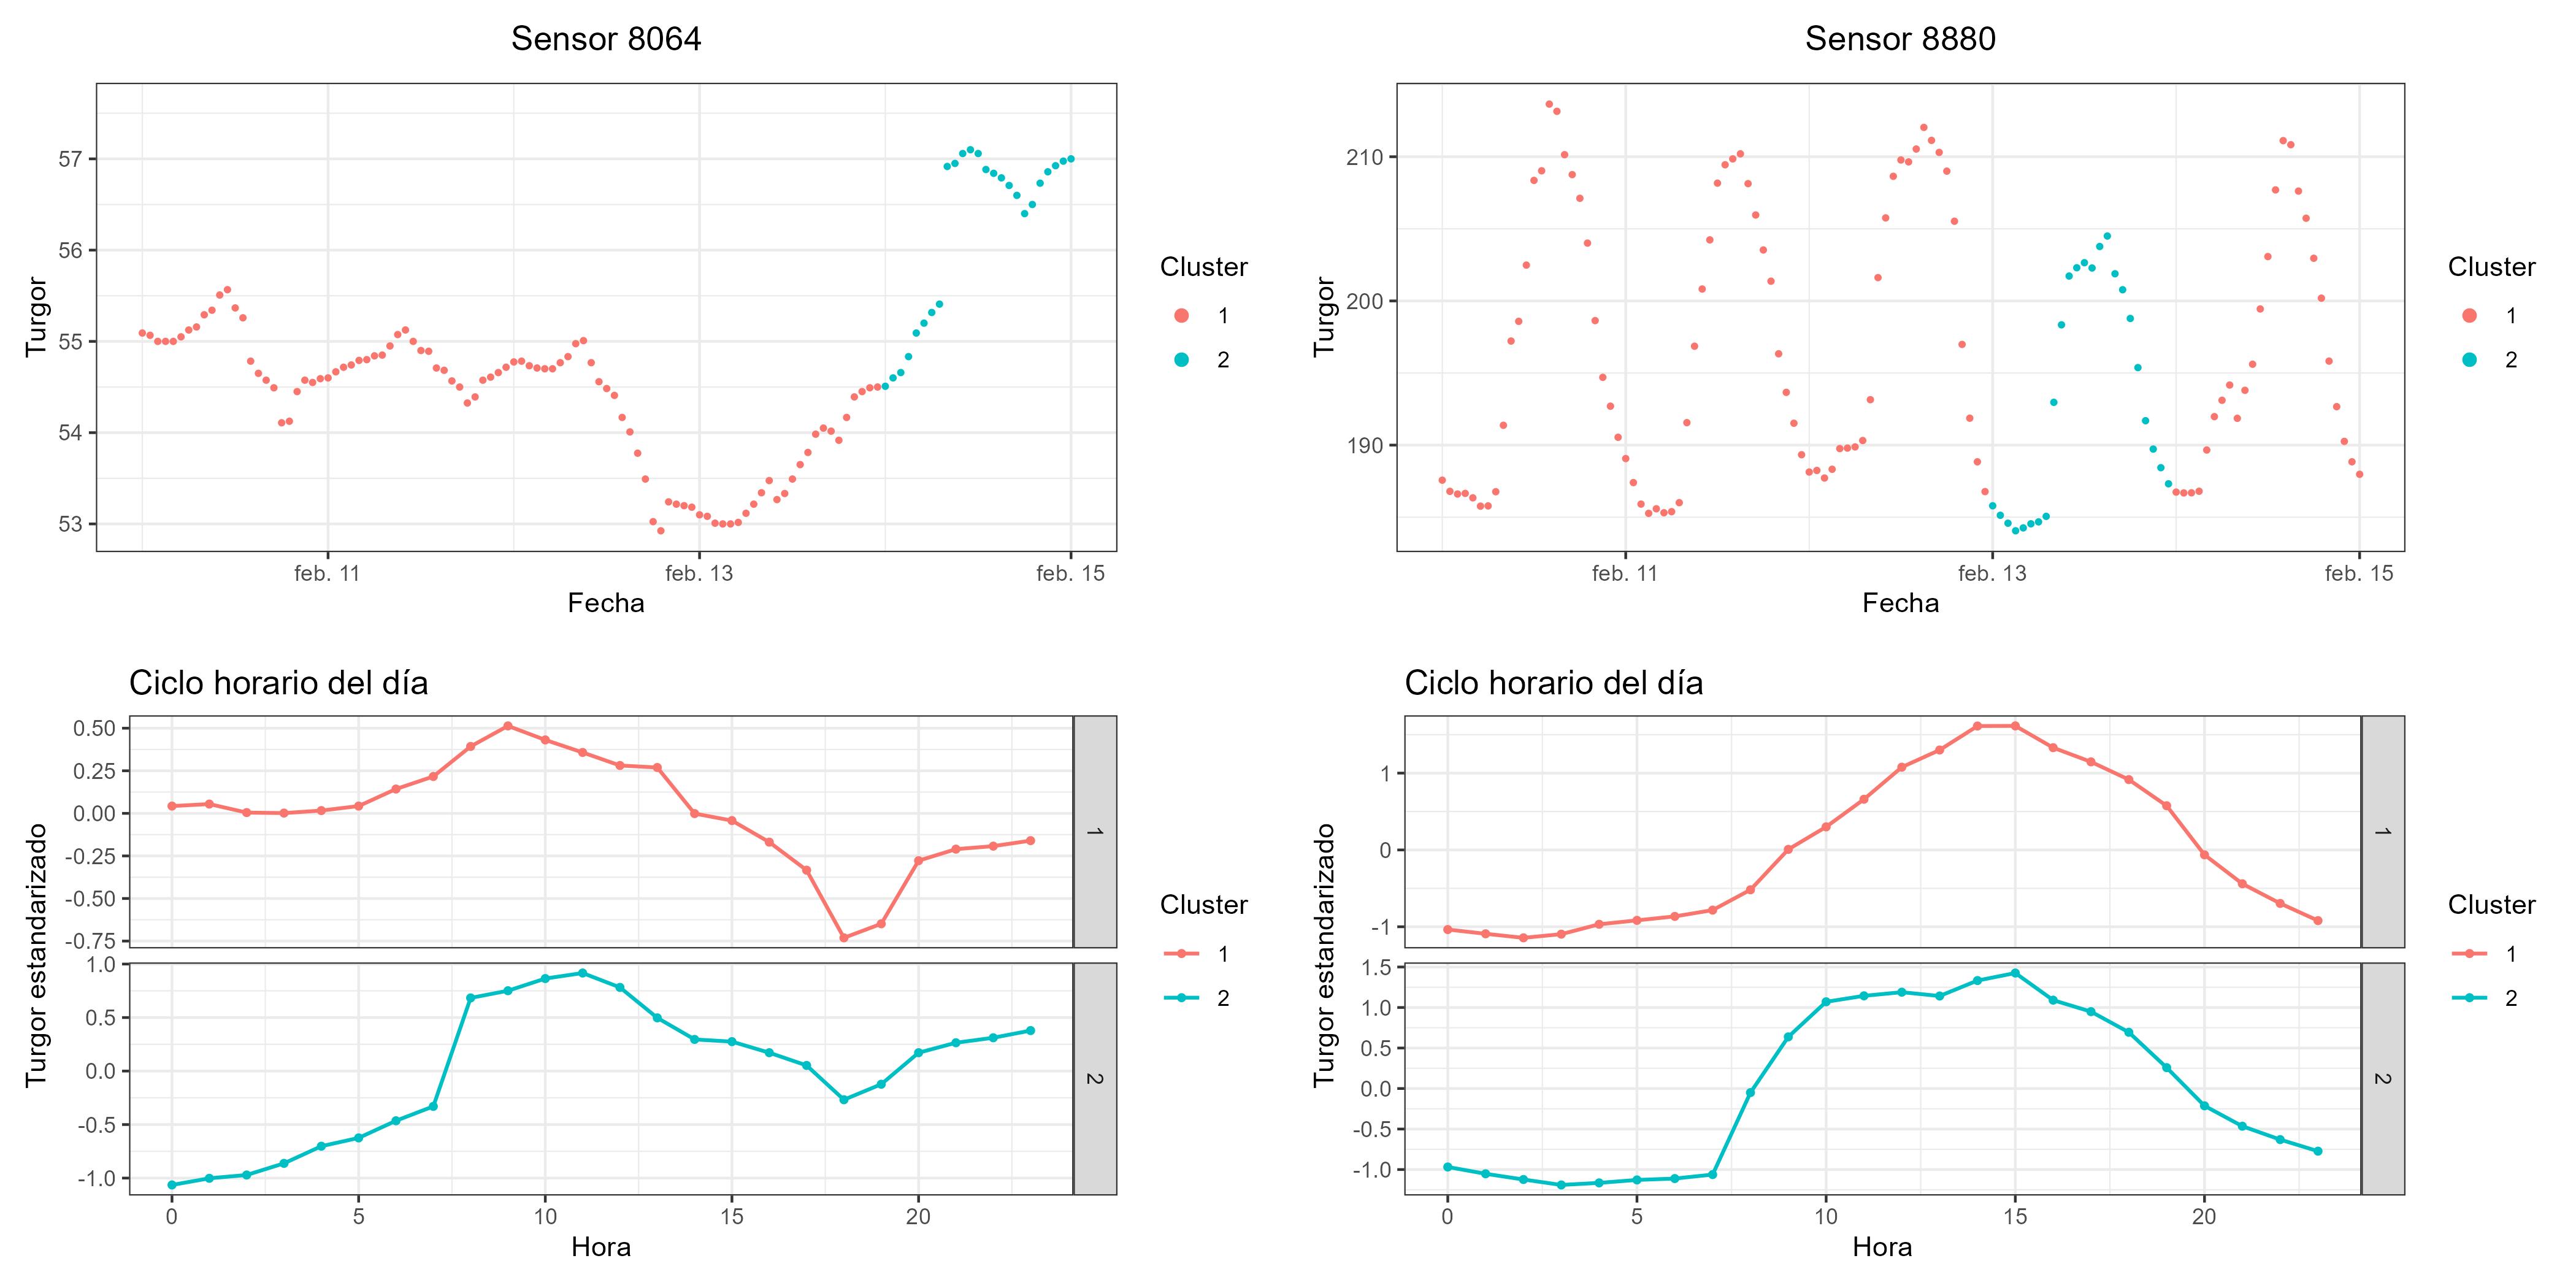 Sensor 8064
57
56
55
54
53
Turgor
feb. 11
feb. 13
feb. 15
Fecha
Cluster
1
2
Sensor 8880
210
200
190
Turgor
feb. 11
feb. 13
feb. 15
Fecha
Cluster
1
2
Ciclo horario del día
0.50
0.25
0.00
-0.25
-0.50
-0.75
1
1.0
0.5
0.0
-0.5
-1.0
2
Turgor estandarizado
0
5
10
15
20
Hora
Cluster
1
2
Ciclo horario del día
1
0
-1
1
1.5
1.0
0.5
0.0
-0.5
-1.0
2
Turgor estandarizado
0
5
10
15
20
Hora
Cluster
1
2